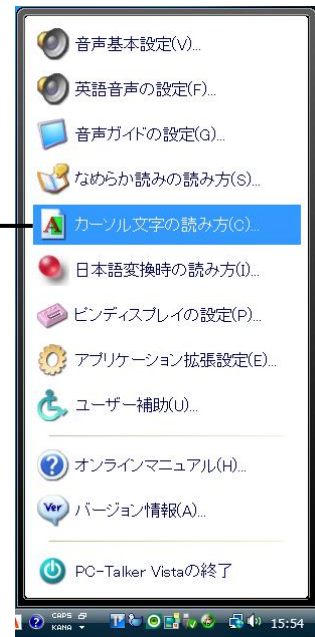 音声基本設定(V)...
英語音声の設定(F)...
音声ガイドの設定(G)...
なめらか読みの読み方(S)...
カーソル文字の読み方(C)...
日本語変換時の読み方(I)...
ピンディスプレイの設定(P)...
アプリケーション拡張設定(E)...
ユーザー補助(U)...
オンラインマニュアル(H)...
Ver バージョン情報(A)...
PC-Talker Vistaの終了
CAPS
KANA
15:54